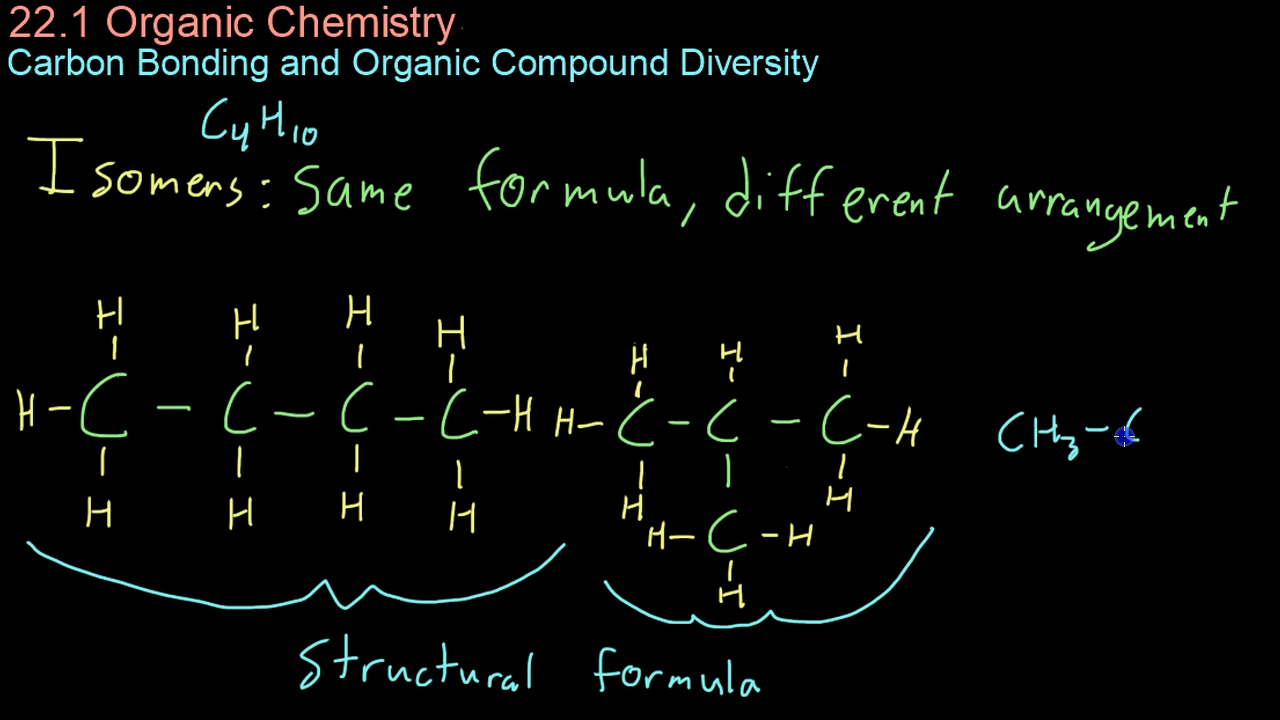 22.1 Organic Chemistry
Carbon Bonding and Organic Compound Diversity
C4H10
Isomers: Same formula, different arrangement
H H H H H H H
H-C-C-C-C-H H-C-C-C-H CH3-C
H H H H H H
H-C-H
H
Structural formula